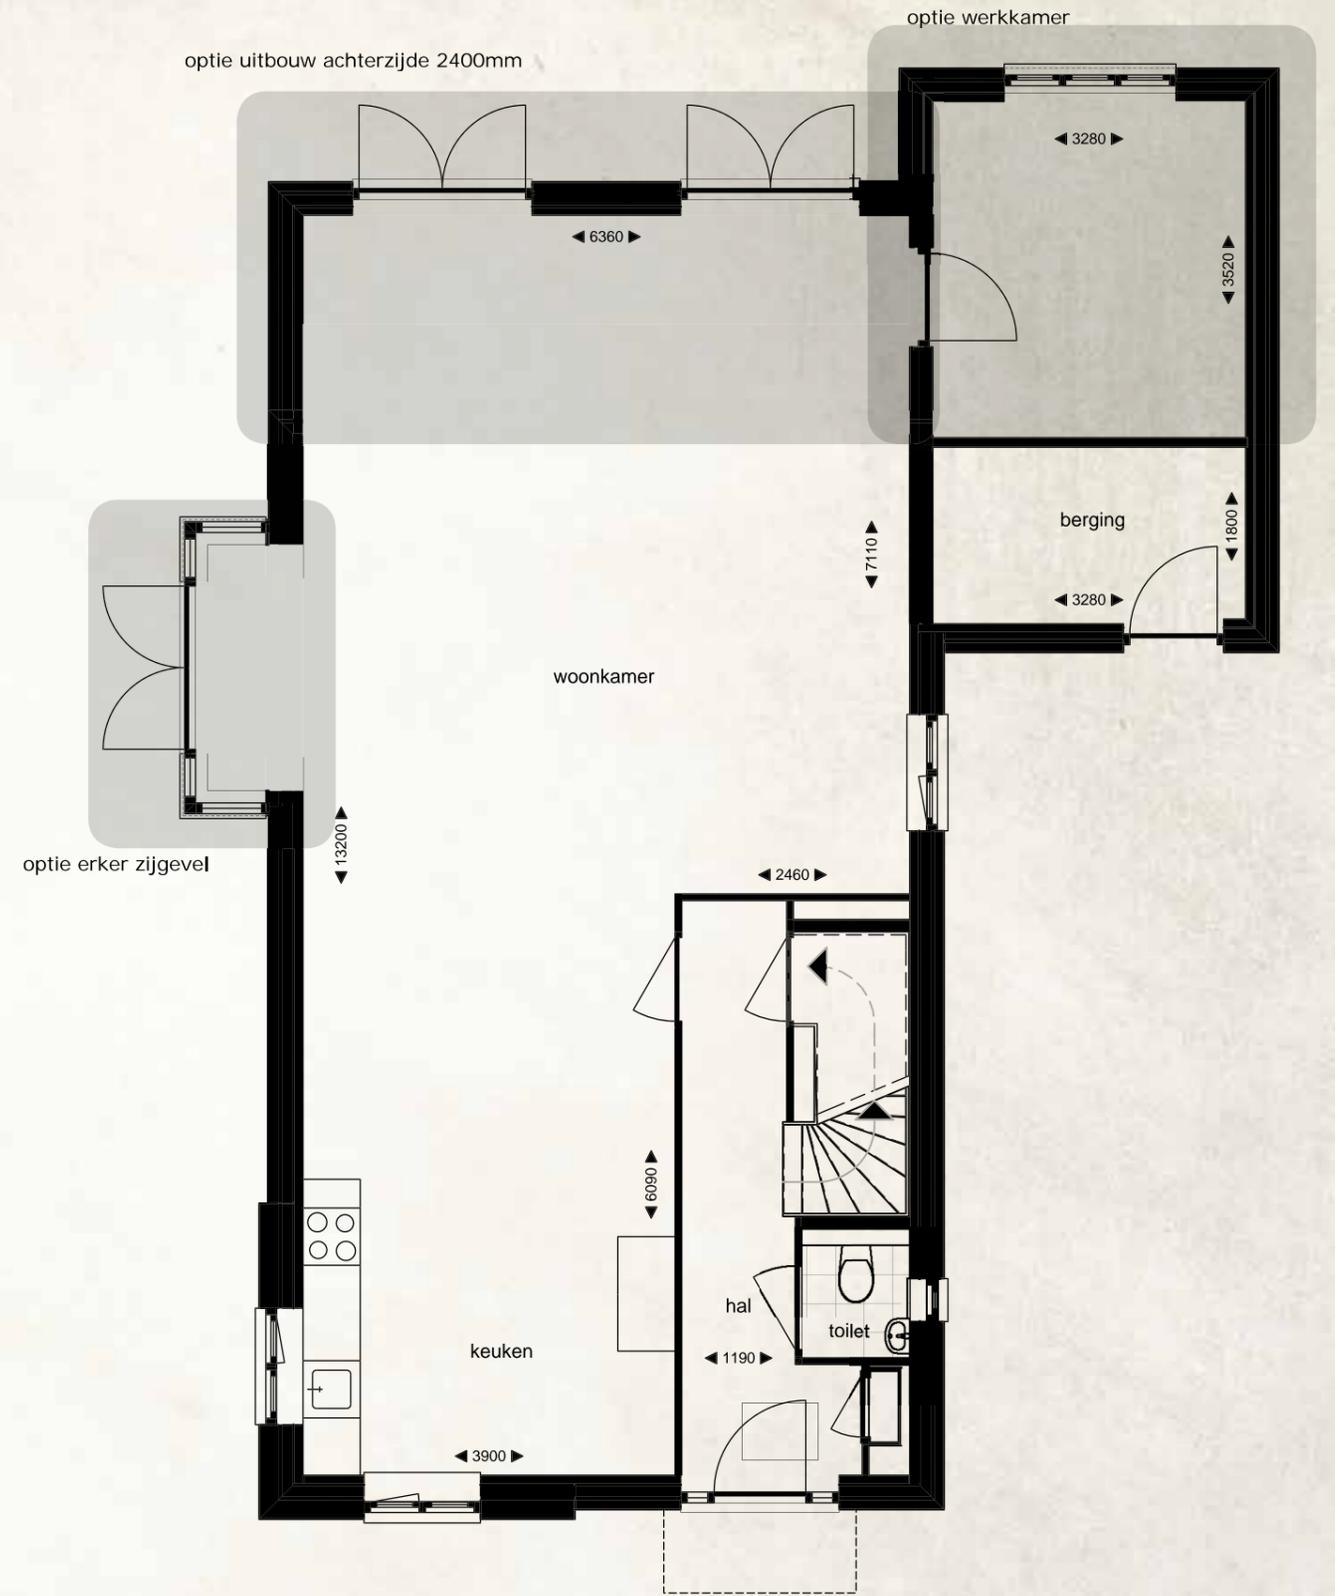 optie werkkamer
optie uitbouw achterzijde 2400mm
3280
6360
3520
berging
1800
7110
3280
woonkamer
13200
optie erker zijgevel
2460
6090
hal
toilet
keuken
1190
3900